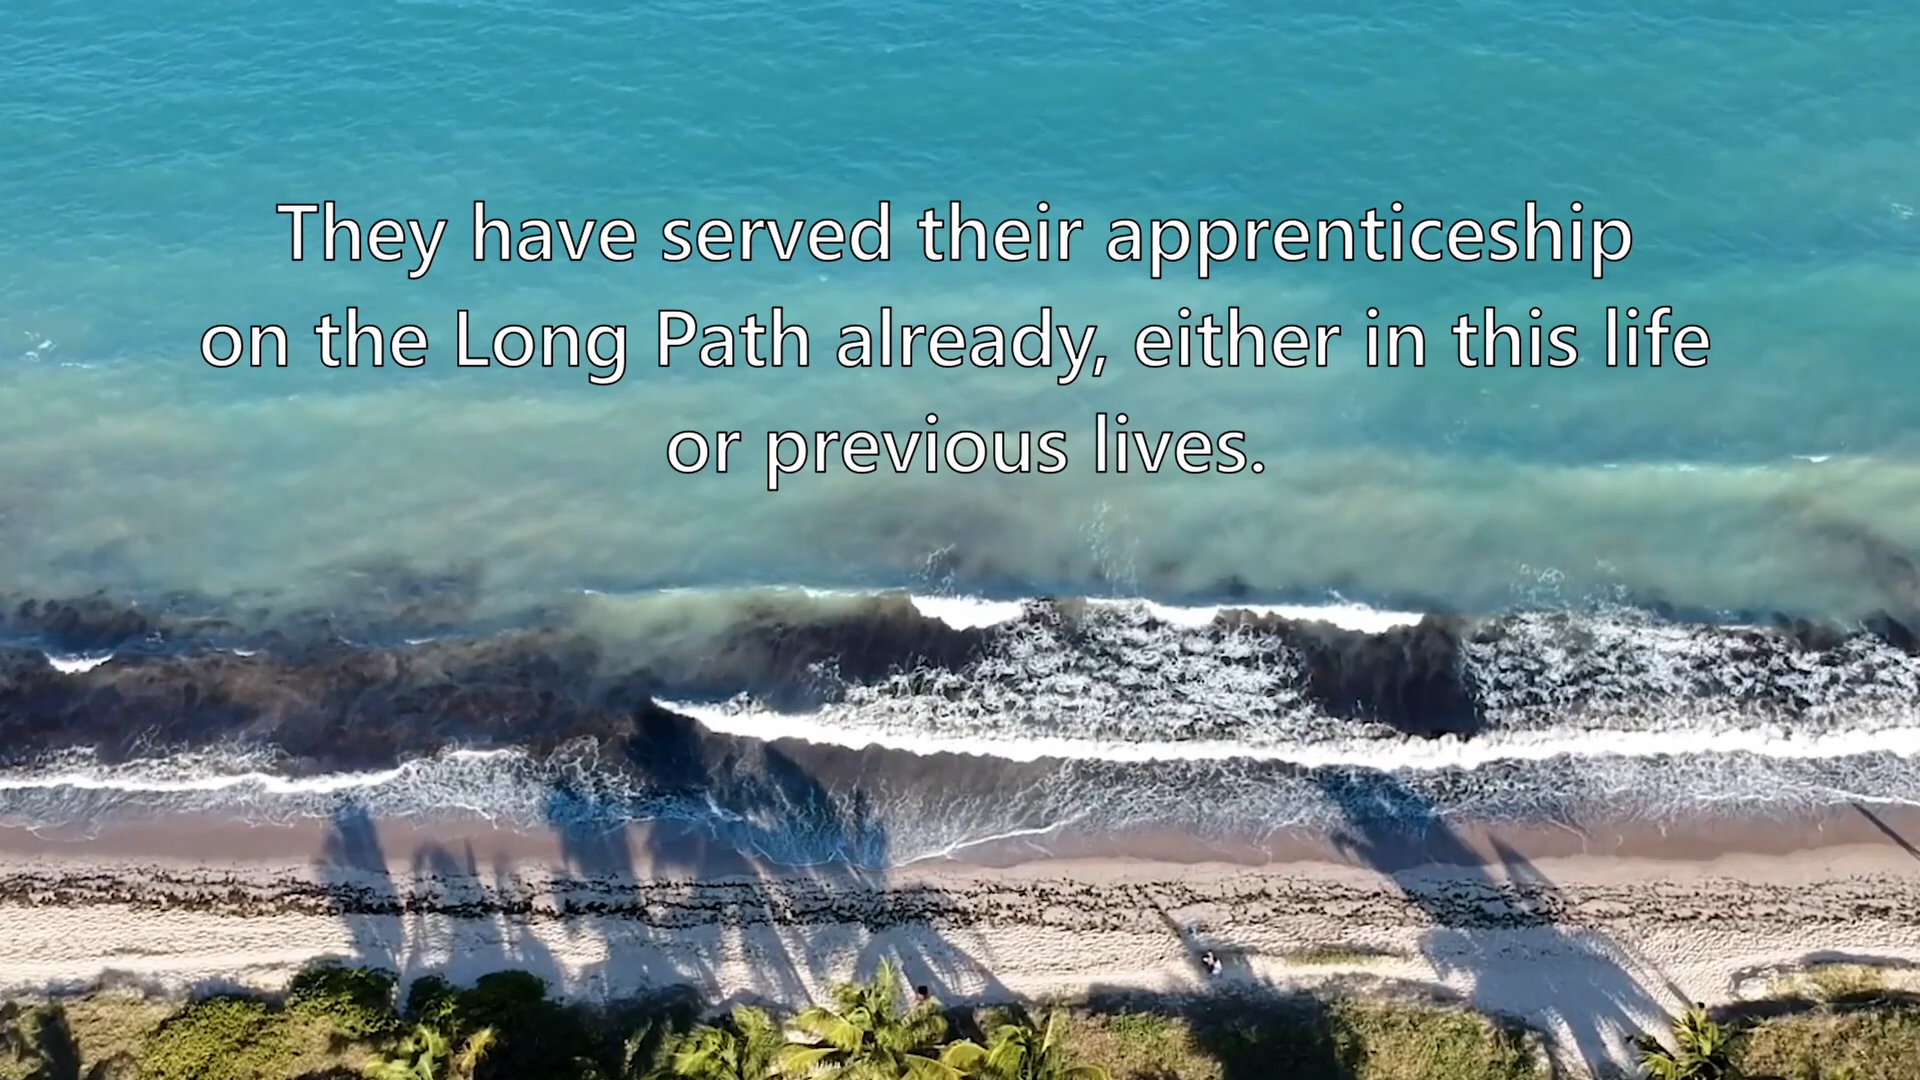 They have served their apprenticeship
on the Long Path already, either in this life
or previous lives.